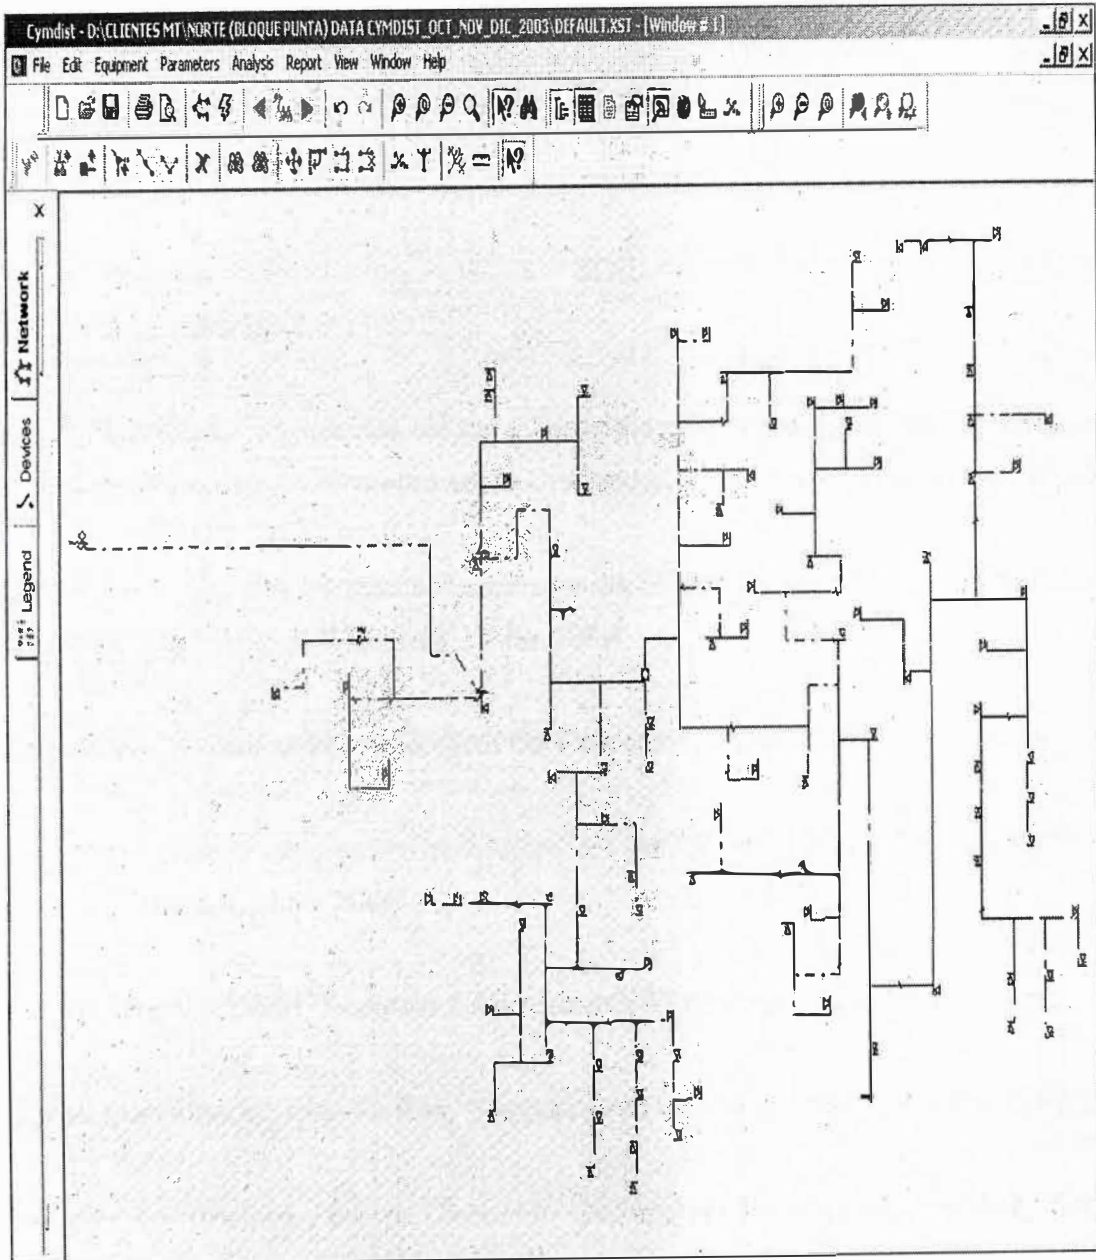 Cymdist - D:\CLIENTES MT\NORTE (BLOQUE PUNTA) DATA CYMDIST_OCT_NOV_DIC_2003\DEFAULT.XST - [Window # 1]
File Edit Equipment Parameters Analysis Report View Window Help
Network
Devices
Legend